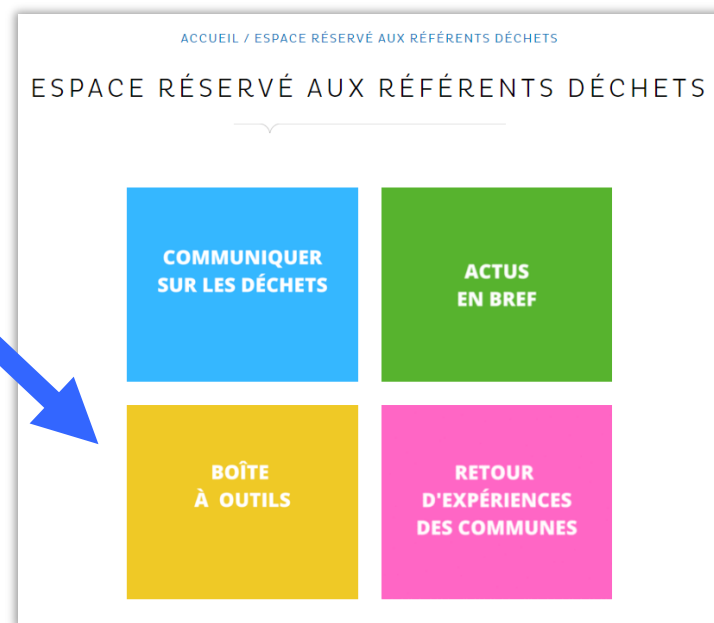 ACCUEIL / ESPACE RÉSERVÉ AUX RÉFÉRENTS DÉCHETS
ESPACE RÉSERVÉ AUX RÉFÉRENTS DÉCHETS
COMMUNIQUER
SUR LES DÉCHETS
ACTUS
EN BREF
BOÎTE
À OUTILS
RETOUR
D'EXPÉRIENCES
DES COMMUNES